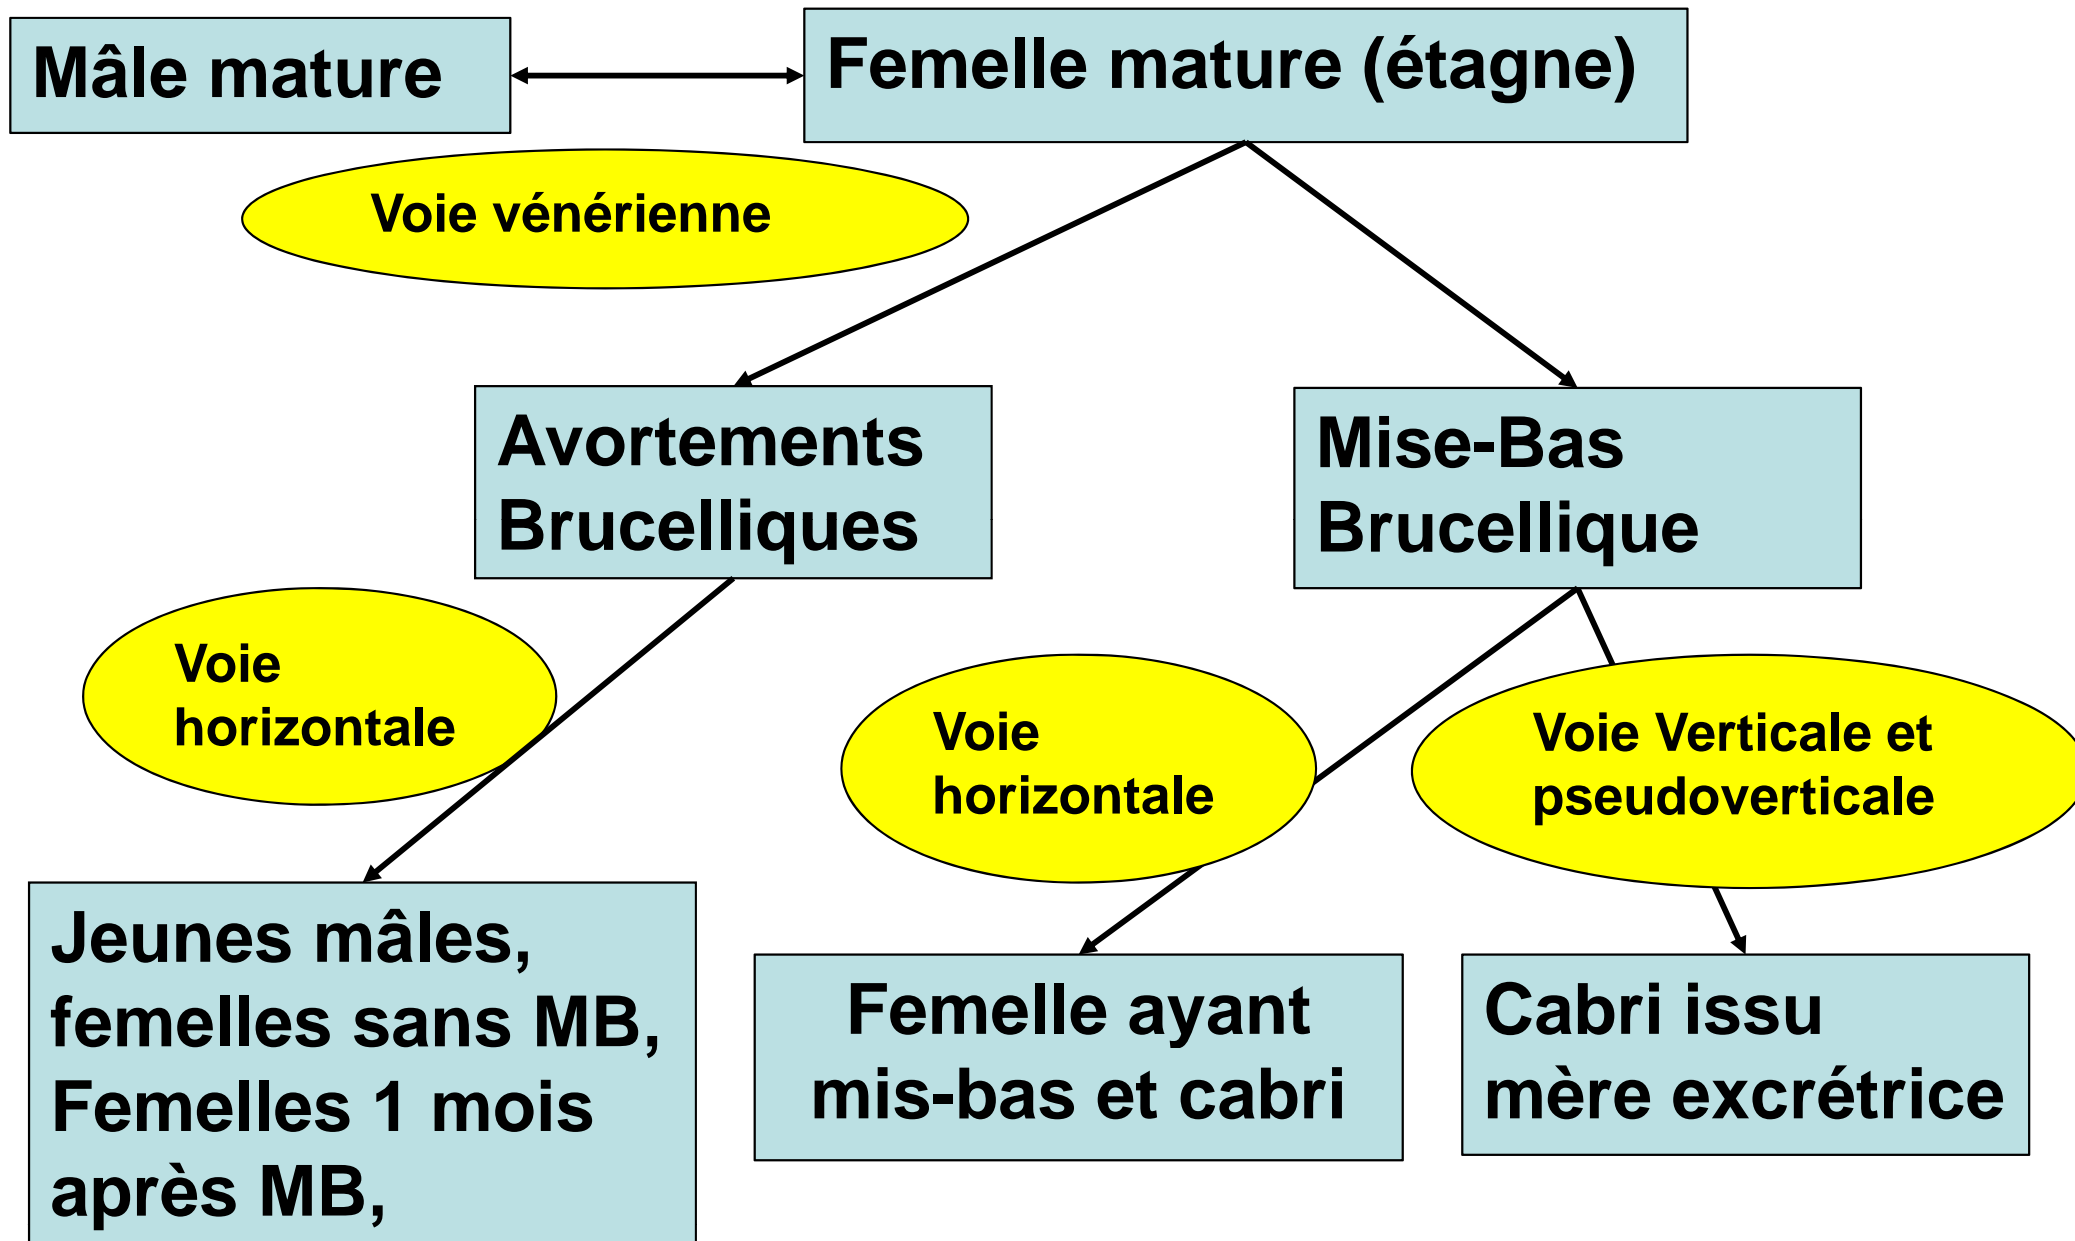 Mâle mature
Femelle mature (étagne)
Voie vénérienne
Avortements
Brucelliques
Mise-Bas
Brucellique
Voie
horizontale
Voie
horizontale
Voie Verticale et
pseudoverticale
Jeunes mâles,
femelles sans MB,
Femelles 1 mois
après MB,
Femelle ayant
mis-bas et cabri
Cabri issu
mère excrétrice